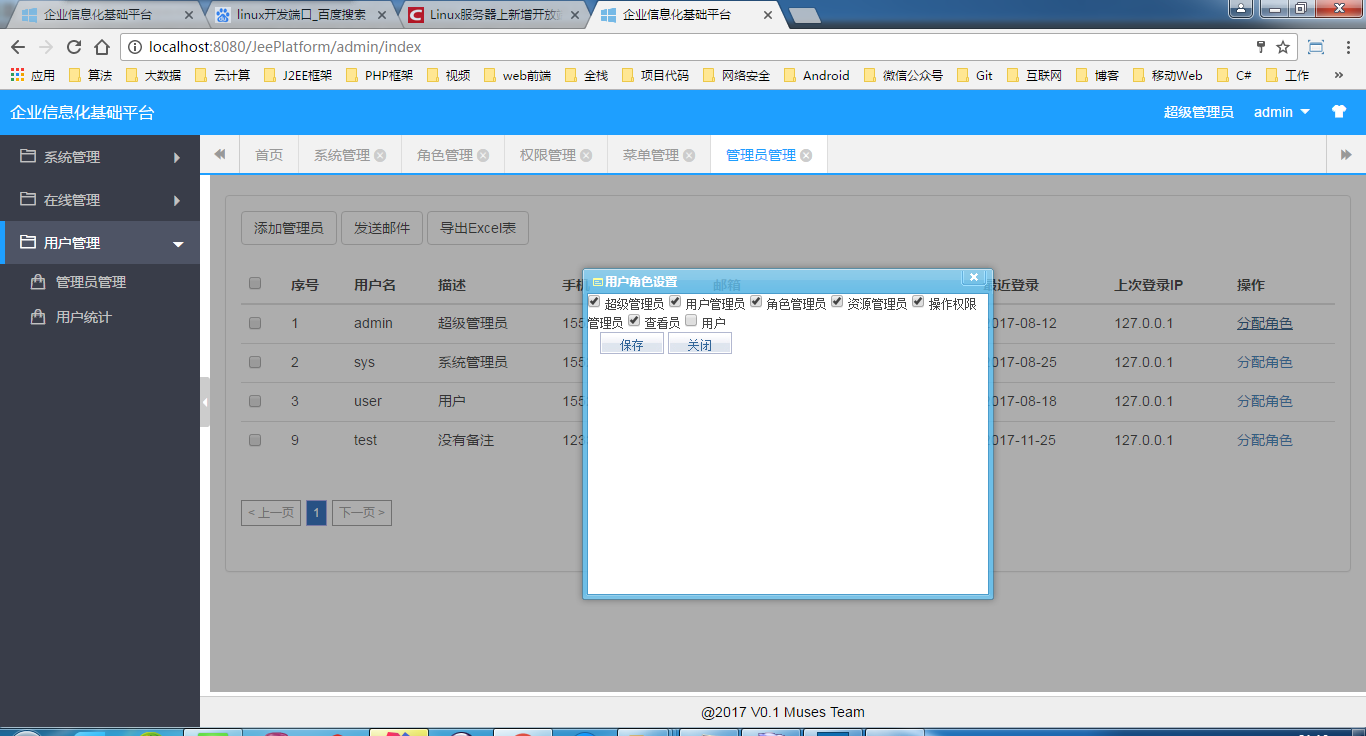 企业信息化基础平台
linux开发端口_百度搜索
Linux服务器上新增开放
企业信息化基础平台
localhost:8080/JeePlatform/admin/index
应用 算法 大数据 云计算 J2EE框架 PHP框架 视频 web前端 全栈 项目代码 网络安全 Android 微信公众号 Git 互联网 博客 移动Web C# 工作 »
企业信息化基础平台
超级管理员 admin
系统管理
在线管理
用户管理
管理员管理
用户统计
首页 系统管理 角色管理 权限管理 菜单管理 管理员管理
添加管理员 发送邮件 导出Excel表
序号 用户名 描述 手机 邮箱 最近登录 上次登录IP 操作
1 admin 超级管理员 155 017-08-12 127.0.0.1 分配角色
2 sys 系统管理员 155 017-08-25 127.0.0.1 分配角色
3 user 用户 155 017-08-18 127.0.0.1 分配角色
9 test 没有备注 123 017-11-25 127.0.0.1 分配角色
< 上一页 1 下一页 >
用户角色设置
超级管理员 用户管理员 角色管理员 资源管理员 操作权限
管理员 查看员 用户
保存 关闭
@2017 V0.1 Muses Team